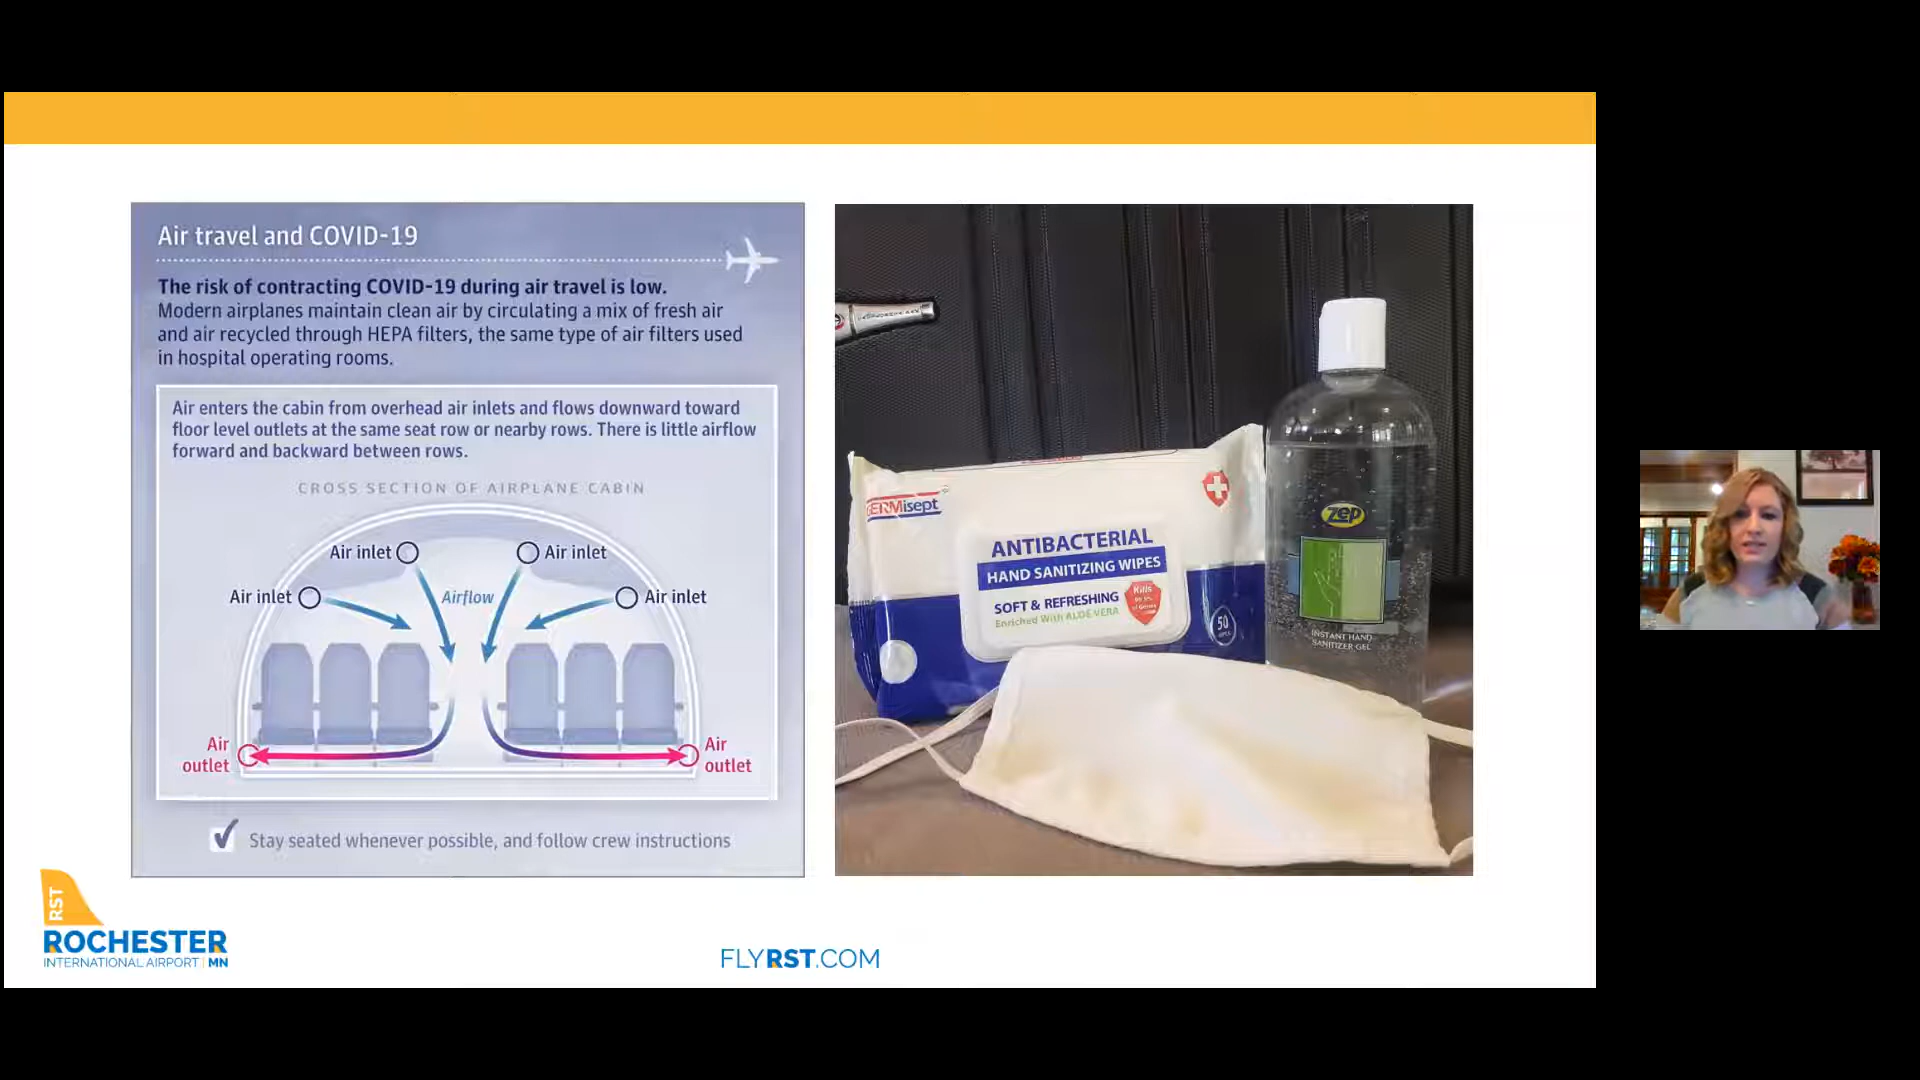 Air travel and COVID-19
The risk of contracting COVID-19 during air travel is low.
Modern airplanes maintain clean air by circulating a mix of fresh air
and air recycled through HEPA filters, the same type of air filters used
in hospital operating rooms.
Air enters the cabin from overhead air inlets and flows downward toward
floor level outlets at the same seat row or nearby rows. There is little airflow
forward and backward between rows.
CROSS SECTION OF AIRPLANE CABIN
Air inlet
Air inlet
Air inlet
Airflow
Air inlet
Air
outlet
Air
outlet
Stay seated whenever possible, and follow crew instructions
GERMisept
ANTIBACTERIAL
HAND SANITIZING WIPES
SOFT & REFRESHING
Enriched With ALOE VERA
Kills
50
WIPES
zep
INSTANT HAND
SANITIZER GEL
RST
ROCHESTER
INTERNATIONAL AIRPORT | MN
FLYRST.COM